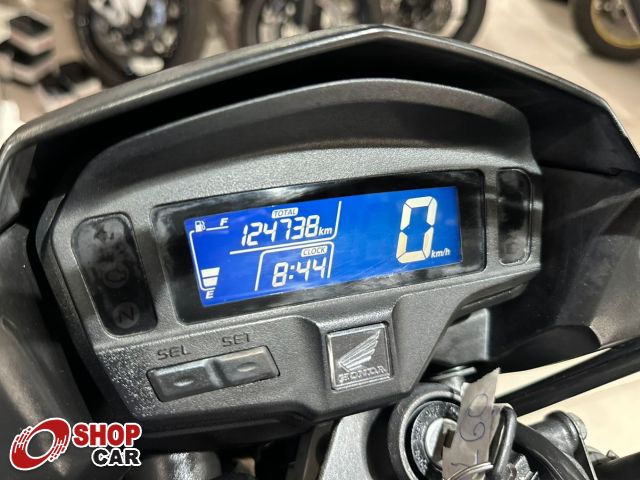 F
TOTAL
124738km
CLOCK
8:44
0
km/h
E
N
SEL SET
HONDA
SHOP
CAR